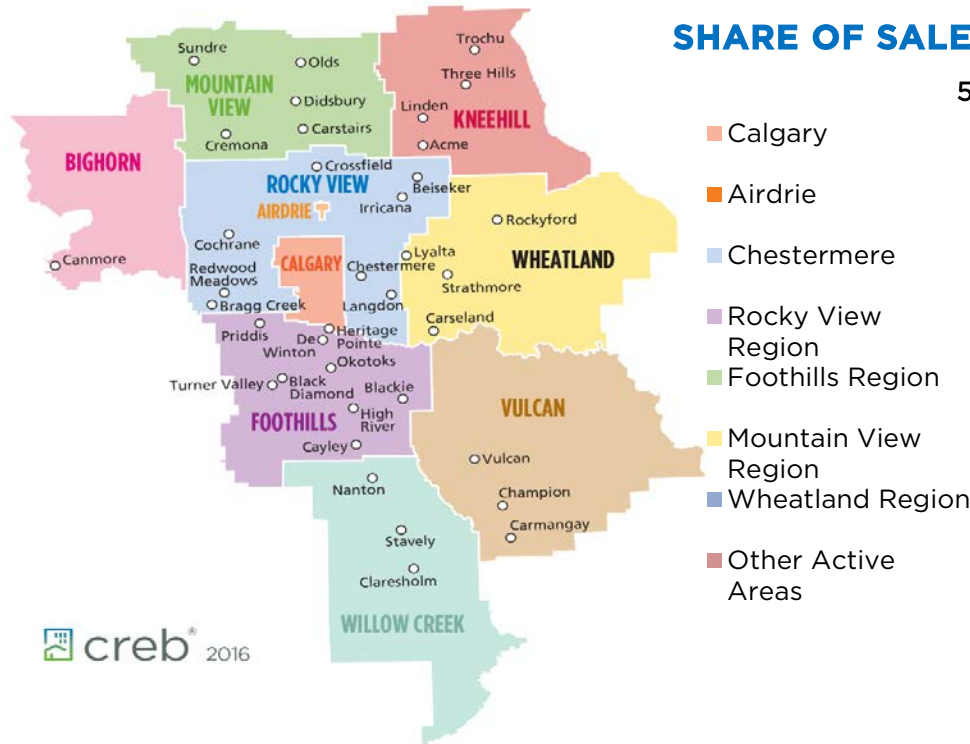 SHARE OF SALE
5
Calgary
Airdrie
Chestermere
Rocky View
Region
Foothills Region
Mountain View
Region
Wheatland Region
Other Active
Areas
Sundre
Olds
MOUNTAIN
VIEW
Didsbury
Carstairs
Cremona
Trochu
Three Hills
Linden
KNEEHILL
Acme
BIGHORN
Canmore
Crossfield
ROCKY VIEW
Beiseker
Irricana
AIRDRIE
Cochrane
CALGARY
Chestermere
Redwood
Meadows
Bragg Creek
Langdon
Rockyford
Lyalta
WHEATLAND
Strathmore
Carseland
Priddis
De
Winton
Heritage
Pointe
Okotoks
Turner Valley
Black
Diamond
Blackie
FOOTHILLS
High
River
Cayley
VULCAN
Vulcan
Champion
Carmangay
Nanton
Stavely
Claresholm
WILLOW CREEK
creb® 2016